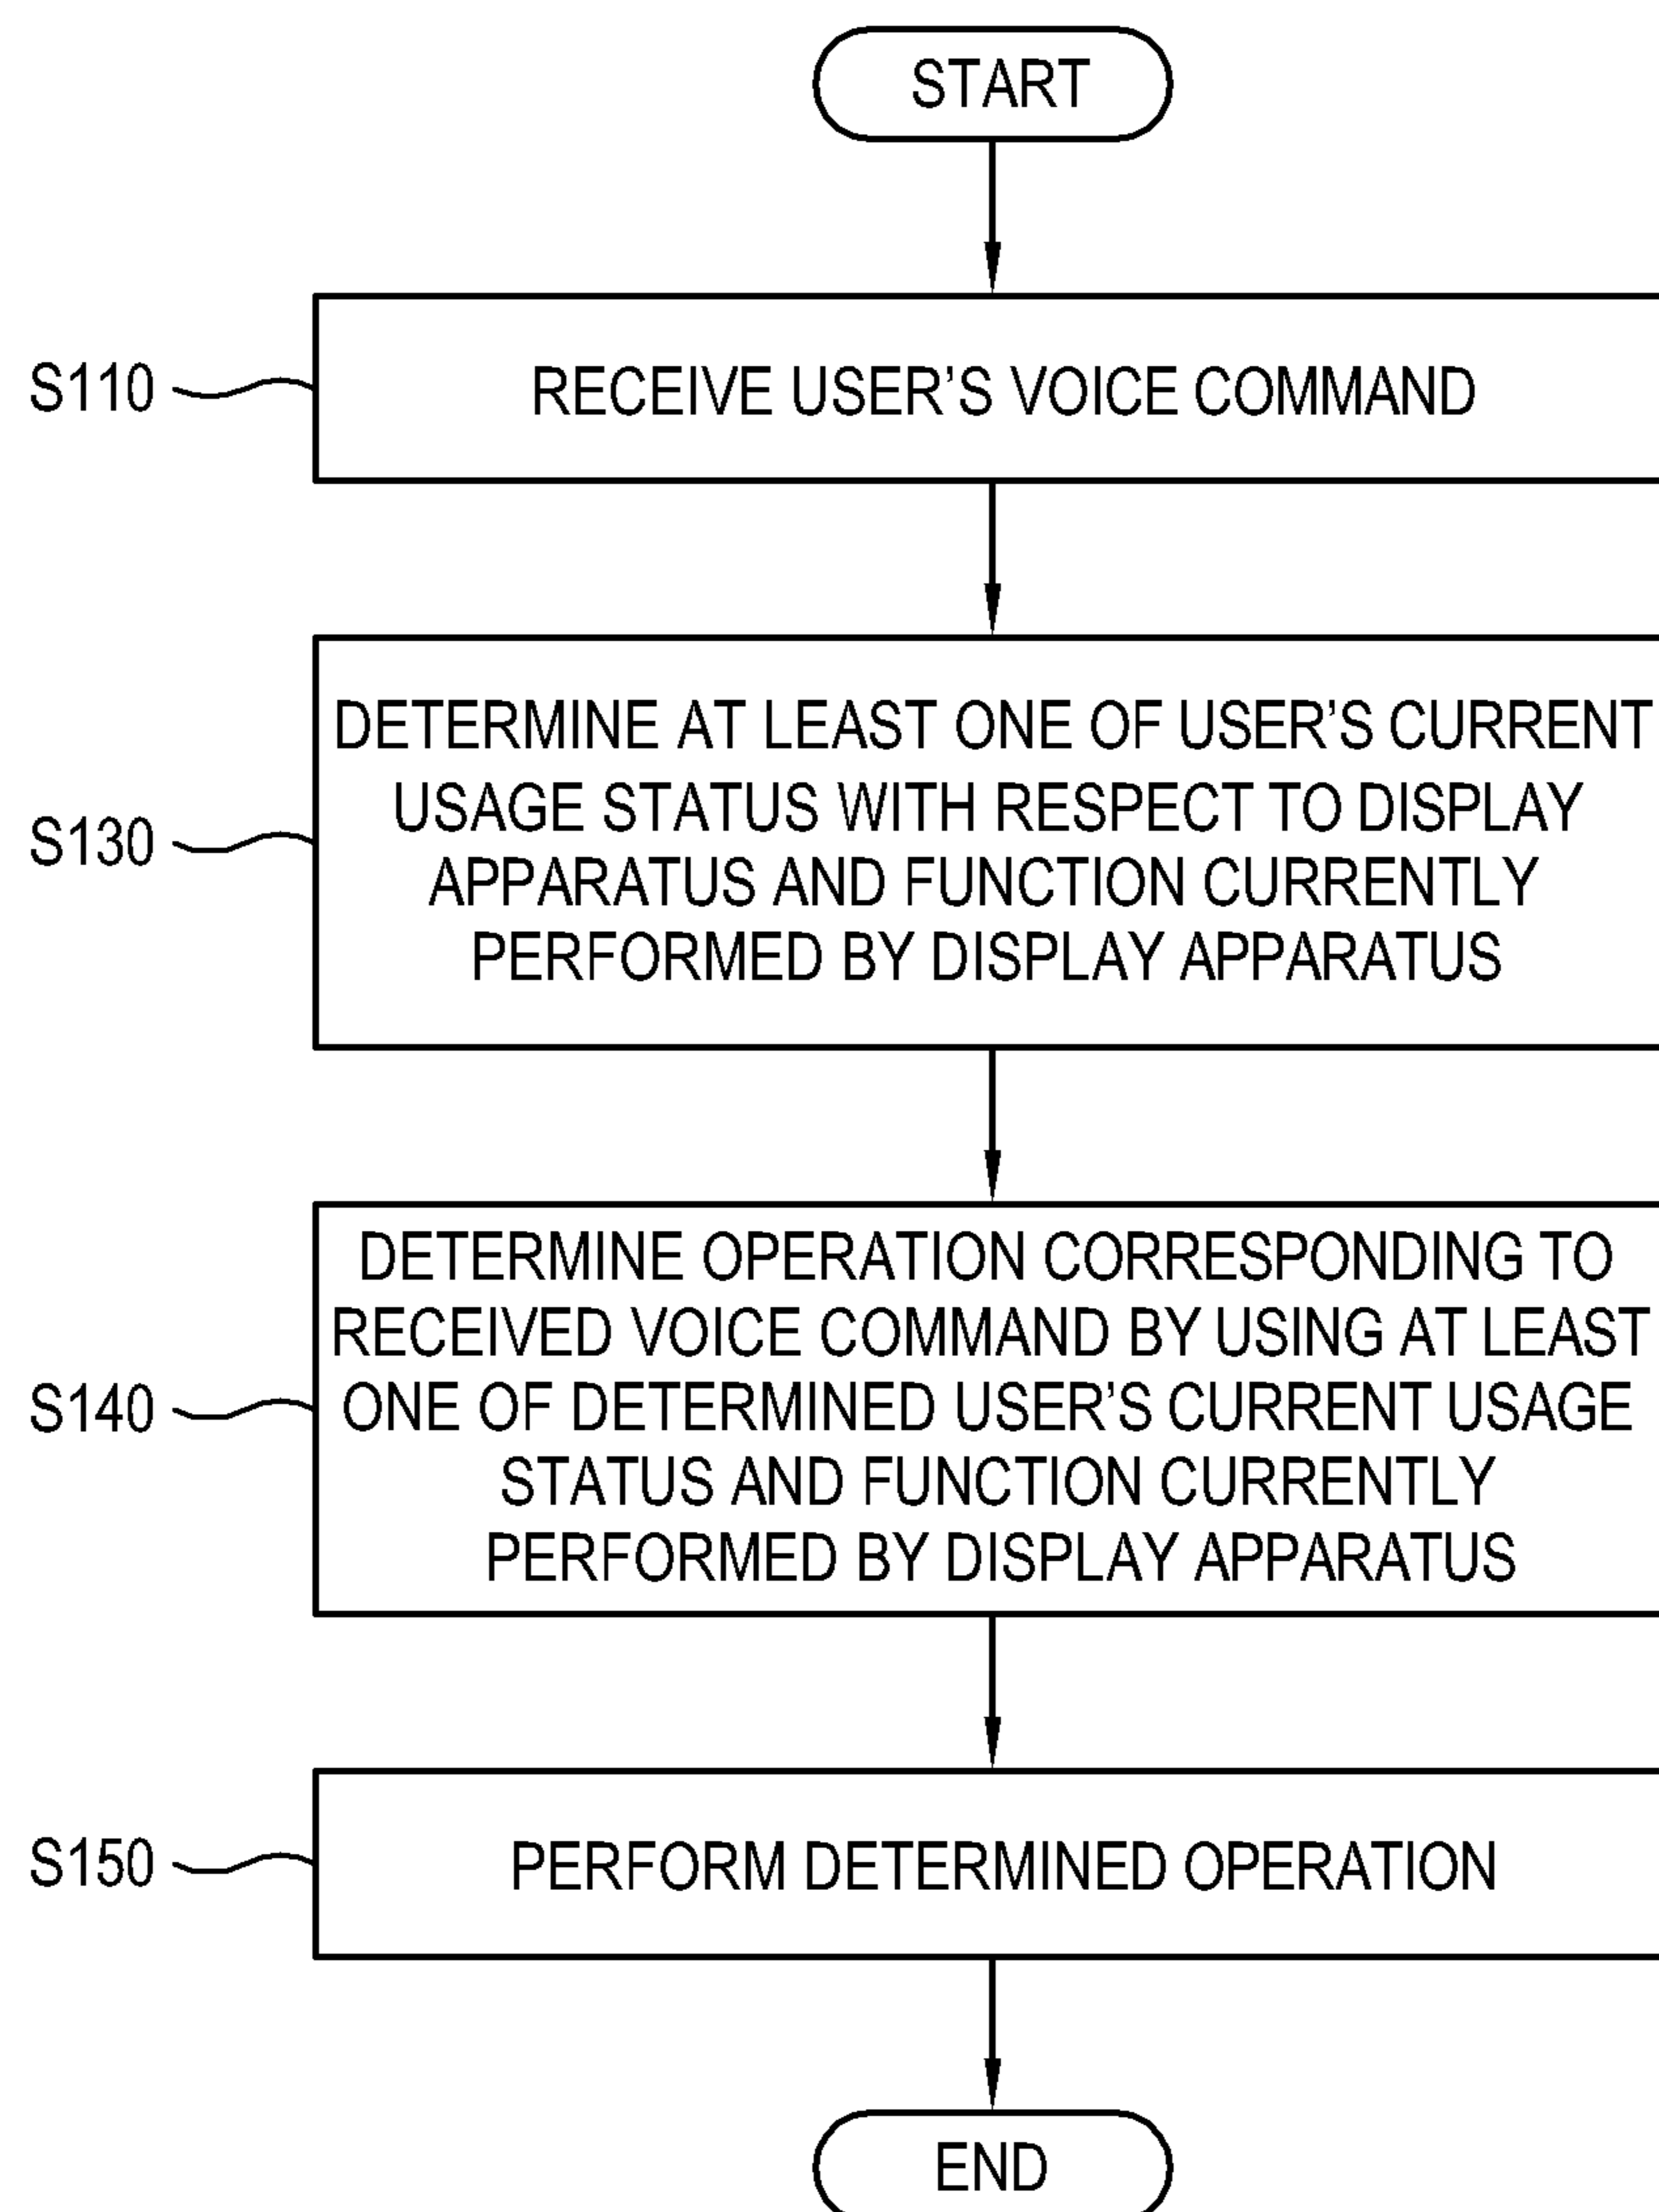 START
S110
RECEIVE USER'S VOICE COMMAND
S130
DETERMINE AT LEAST ONE OF USER'S CURRENT
USAGE STATUS WITH RESPECT TO DISPLAY
APPARATUS AND FUNCTION CURRENTLY
PERFORMED BY DISPLAY APPARATUS
S140
DETERMINE OPERATION CORRESPONDING TO
RECEIVED VOICE COMMAND BY USING AT LEAST
ONE OF DETERMINED USER'S CURRENT USAGE
STATUS AND FUNCTION CURRENTLY
PERFORMED BY DISPLAY APPARATUS
S150
PERFORM DETERMINED OPERATION
END